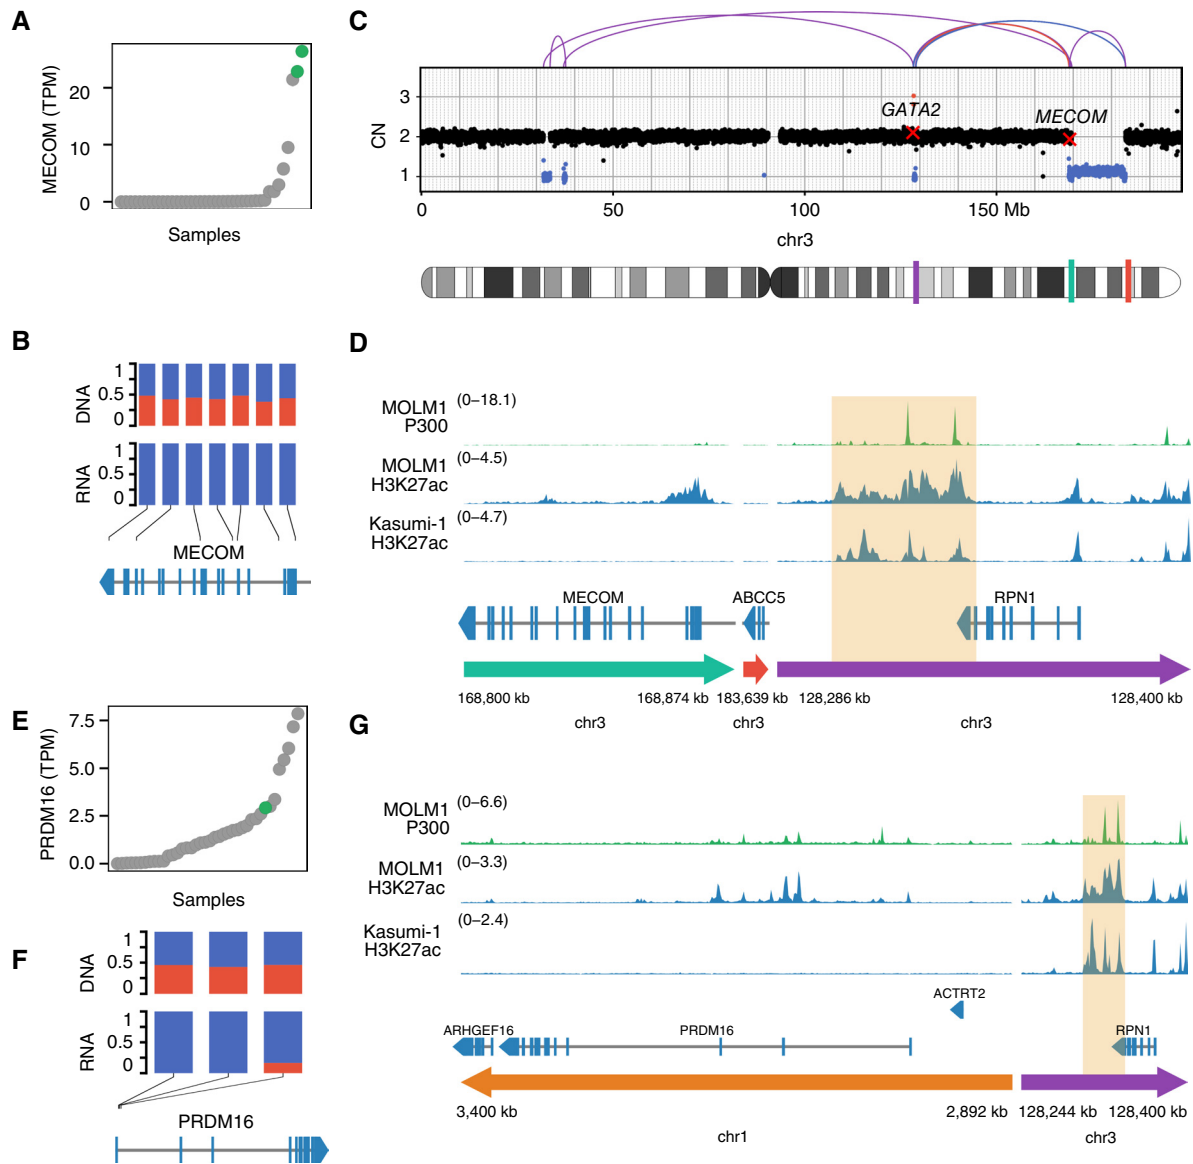 A
MECOM (TPM)
20
10
0
Samples
B
DNA
1
0.5
0
RNA
1
0.5
0
MECOM
C
CN
3
2
1
GATA2
MECOM
0
50
100
150 Mb
chr3
D
MOLM1
P300
(0–18.1)
MOLM1
H3K27ac
(0–4.5)
Kasumi-1
H3K27ac
(0–4.7)
MECOM
ABCC5
RPN1
168,800 kb
168,874 kb
183,639 kb
128,286 kb
128,400 kb
chr3
chr3
chr3
E
PRDM16 (TPM)
7.5
5.0
2.5
0.0
Samples
F
DNA
1
0.5
0
RNA
1
0.5
0
PRDM16
G
MOLM1
P300
(0–6.6)
MOLM1
H3K27ac
(0–3.3)
Kasumi-1
H3K27ac
(0–2.4)
ACTRT2
ARHGEF16
PRDM16
RPN1
3,400 kb
2,892 kb
128,244 kb
128,400 kb
chr1
chr3